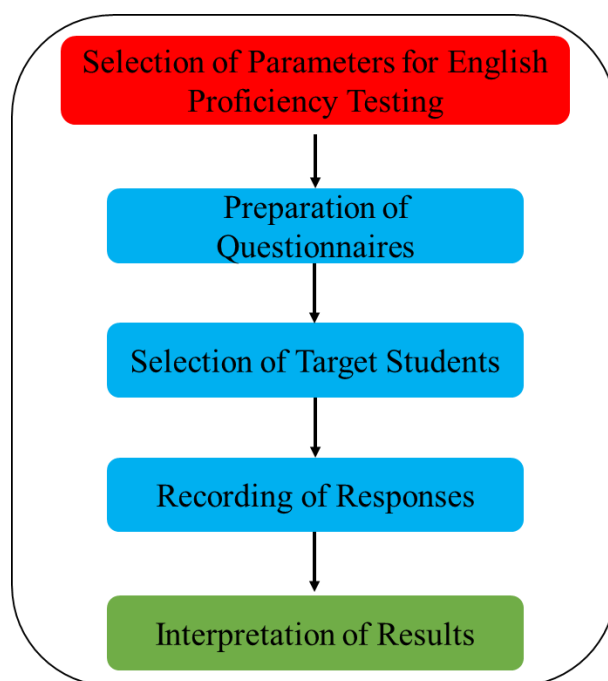 Selection of Parameters for English
Proficiency Testing
Preparation of
Questionnaires
Selection of Target Students
Recording of Responses
Interpretation of Results